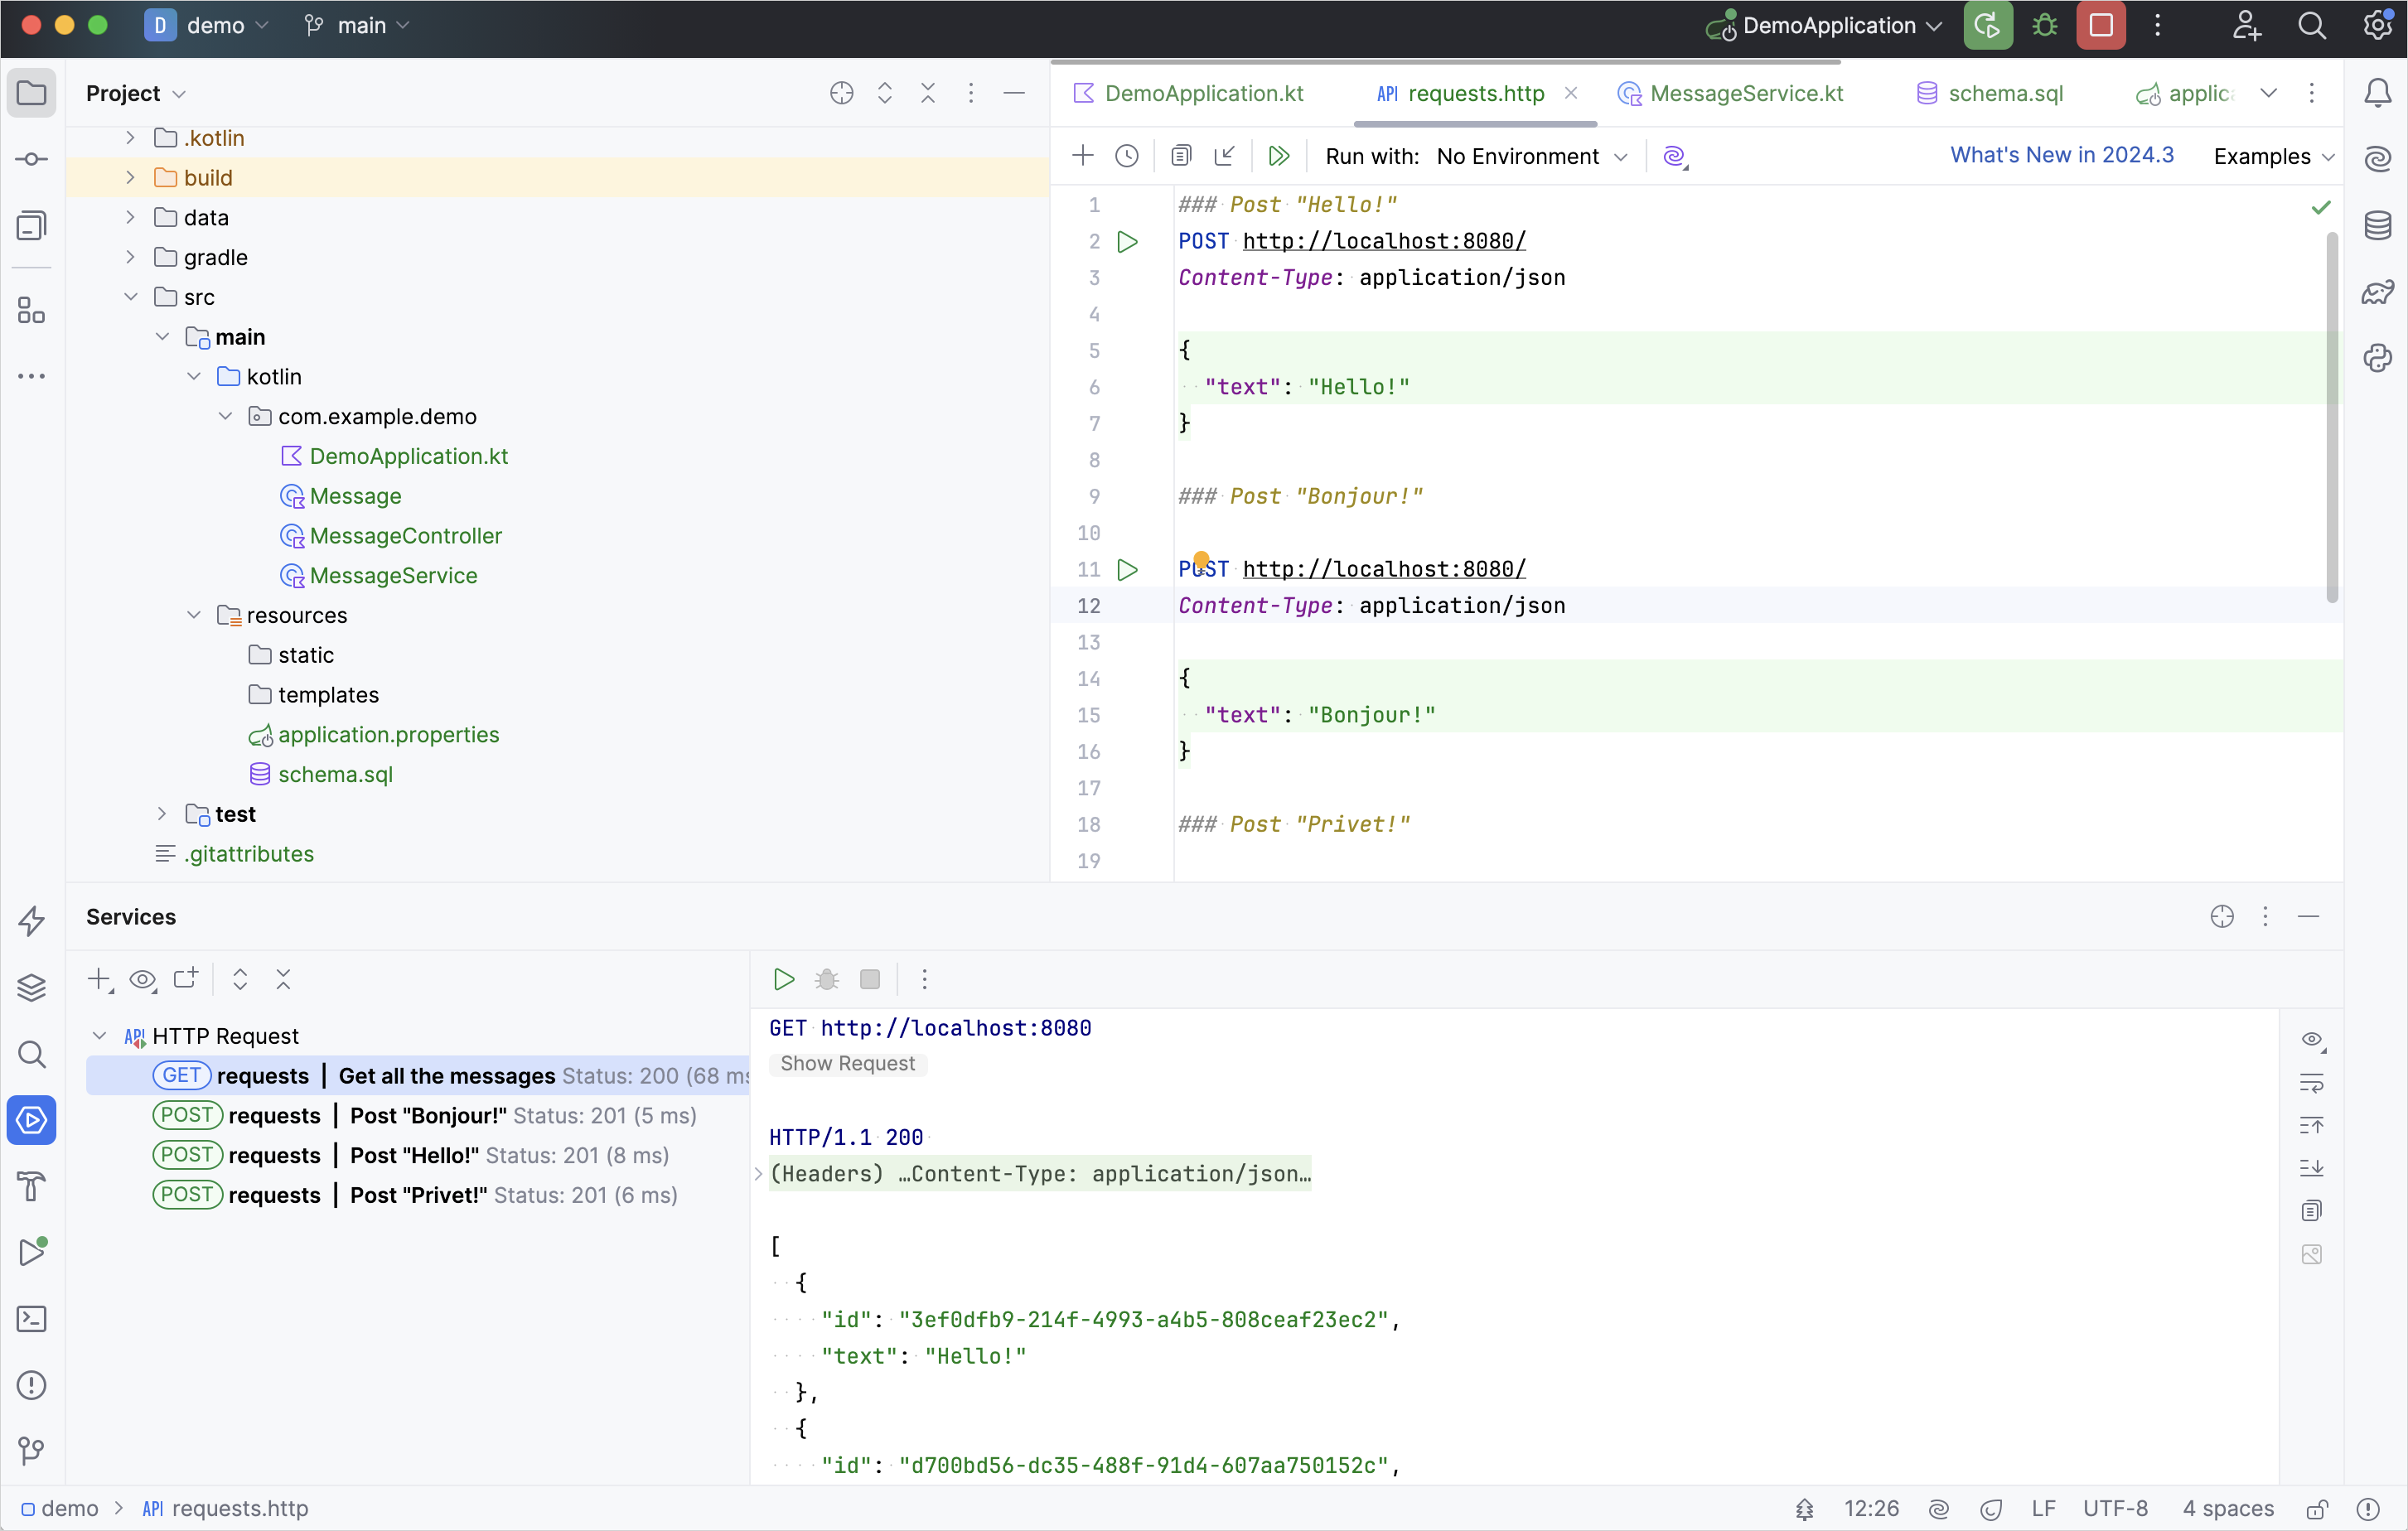 D demo main DemoApplication
Project
.kotlin
build
data
gradle
src
main
kotlin
com.example.demo
DemoApplication.kt
Message
MessageController
MessageService
resources
static
templates
application.properties
schema.sql
test
.gitattributes
DemoApplication.kt API requests.http MessageService.kt schema.sql applic
Run with: No Environment What's New in 2024.3 Examples
1 ### Post "Hello!"
2 POST http://localhost:8080/
3 Content-Type: application/json
4
5 {
6 "text": "Hello!"
7 }
8
9 ### Post "Bonjour!"
10
11 POST http://localhost:8080/
12 Content-Type: application/json
13
14 {
15 "text": "Bonjour!"
16 }
17
18 ### Post "Privet!"
19
Services
API HTTP Request
GET requests | Get all the messages Status: 200 (68 ms
POST requests | Post "Bonjour!" Status: 201 (5 ms)
POST requests | Post "Hello!" Status: 201 (8 ms)
POST requests | Post "Privet!" Status: 201 (6 ms)
GET http://localhost:8080
Show Request
HTTP/1.1 200
(Headers) …Content-Type: application/json…
[
{
"id": "3ef0dfb9-214f-4993-a4b5-808ceaf23ec2",
"text": "Hello!"
},
{
"id": "d700bd56-dc35-488f-91d4-607aa750152c",
demo > API requests.http 12:26 LF UTF-8 4 spaces